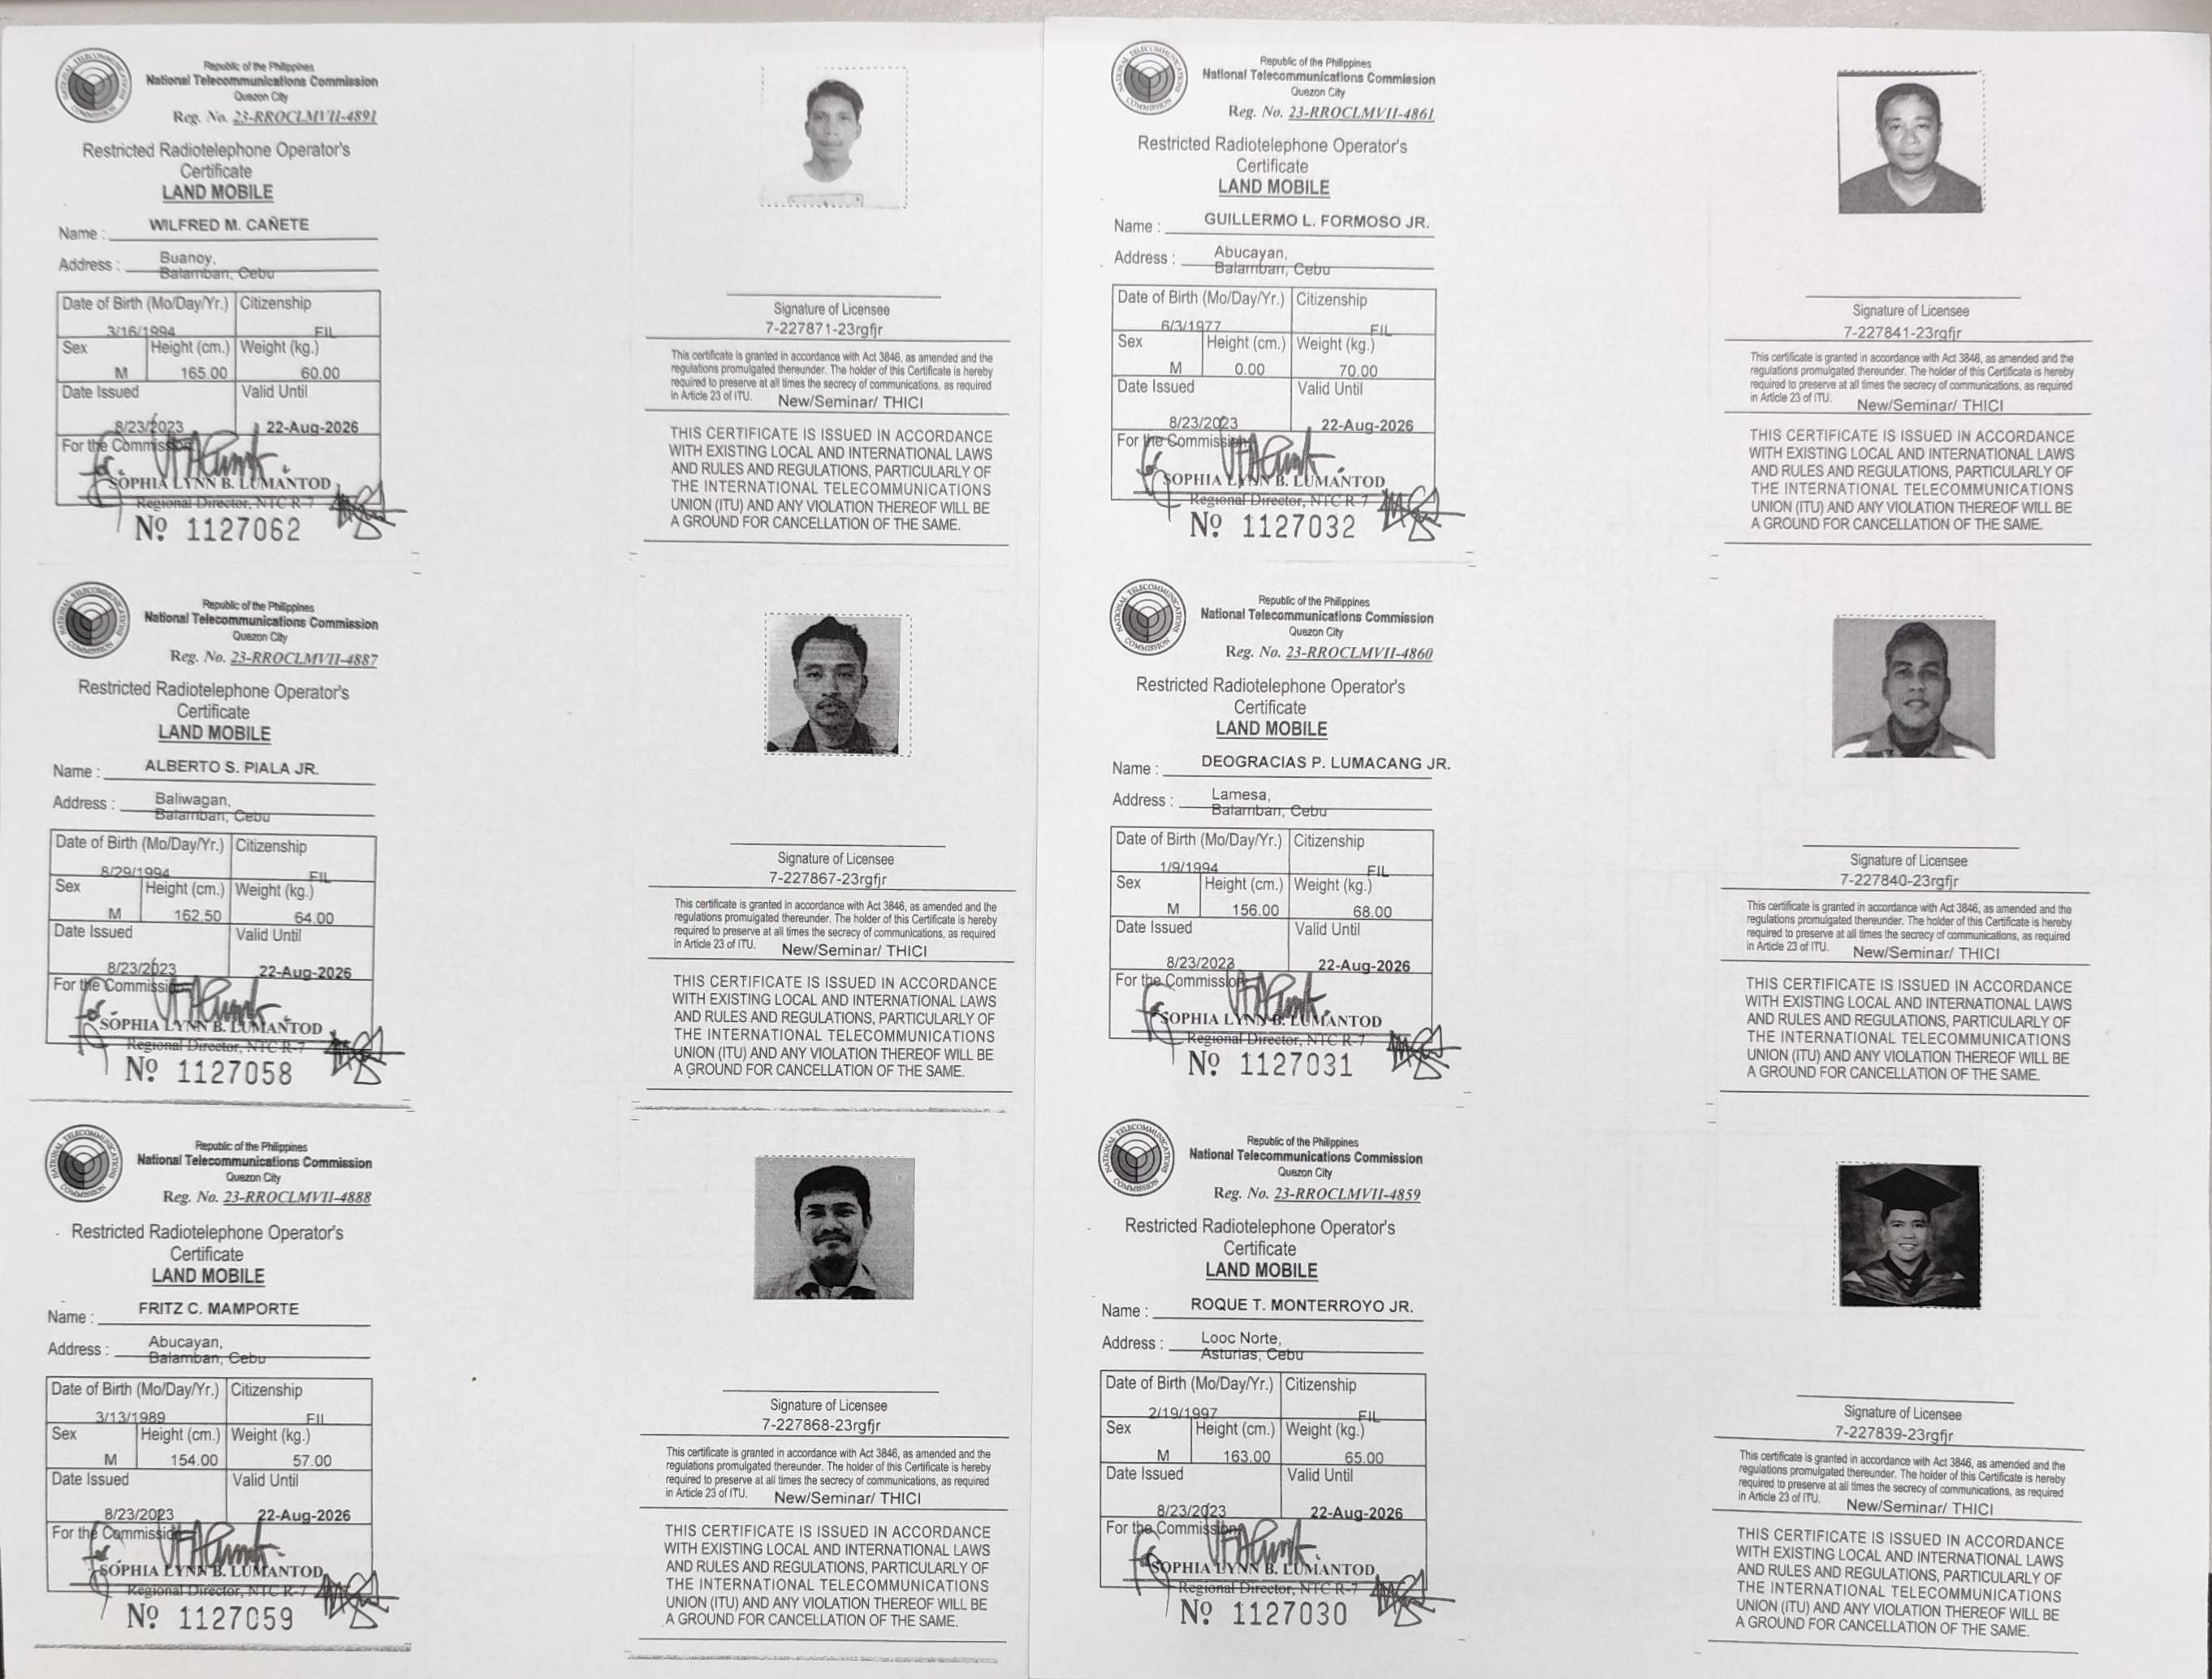 Republic of the Philippines
National Telecommunications Commission
Quezon City
Reg. No. 23-RROCLMVII-4891
Restricted Radiotelephone Operator's
Certificate
LAND MOBILE
Name : WILFRED M. CAÑETE
Address : Buanoy,
Balamban, Cebu
Date of Birth (Mo/Day/Yr.) Citizenship
3/16/1994 FIL
Sex Height (cm.) Weight (kg.)
M 165.00 60.00
Date Issued Valid Until
8/23/2023 22-Aug-2026
For the Commission
SOPHIA LYNN B. LUMANTOD
Regional Director, NTC R-7
Nº 1127062
Signature of Licensee
7-227871-23rgfjr
This certificate is granted in accordance with Act 3846, as amended and the
regulations promulgated thereunder. The holder of this Certificate is hereby
required to preserve at all times the secrecy of communications, as required
in Article 23 of ITU. New/Seminar/ THICI
THIS CERTIFICATE IS ISSUED IN ACCORDANCE
WITH EXISTING LOCAL AND INTERNATIONAL LAWS
AND RULES AND REGULATIONS, PARTICULARLY OF
THE INTERNATIONAL TELECOMMUNICATIONS
UNION (ITU) AND ANY VIOLATION THEREOF WILL BE
A GROUND FOR CANCELLATION OF THE SAME.
Republic of the Philippines
National Telecommunications Commission
Quezon City
Reg. No. 23-RROCLMVII-4887
Restricted Radiotelephone Operator's
Certificate
LAND MOBILE
Name : ALBERTO S. PIALA JR.
Address : Baliwagan,
Balamban, Cebu
Date of Birth (Mo/Day/Yr.) Citizenship
8/29/1994 FIL
Sex Height (cm.) Weight (kg.)
M 162.50 64.00
Date Issued Valid Until
8/23/2023 22-Aug-2026
For the Commission
SOPHIA LYNN B. LUMANTOD
Regional Director, NTC R-7
Nº 1127058
Signature of Licensee
7-227867-23rgfjr
This certificate is granted in accordance with Act 3846, as amended and the
regulations promulgated thereunder. The holder of this Certificate is hereby
required to preserve at all times the secrecy of communications, as required
in Article 23 of ITU. New/Seminar/ THICI
THIS CERTIFICATE IS ISSUED IN ACCORDANCE
WITH EXISTING LOCAL AND INTERNATIONAL LAWS
AND RULES AND REGULATIONS, PARTICULARLY OF
THE INTERNATIONAL TELECOMMUNICATIONS
UNION (ITU) AND ANY VIOLATION THEREOF WILL BE
A GROUND FOR CANCELLATION OF THE SAME.
Republic of the Philippines
National Telecommunications Commission
Quezon City
Reg. No. 23-RROCLMVII-4888
Restricted Radiotelephone Operator's
Certificate
LAND MOBILE
Name : FRITZ C. MAMPORTE
Address : Abucayan,
Balamban, Cebu
Date of Birth (Mo/Day/Yr.) Citizenship
3/13/1989 FIL
Sex Height (cm.) Weight (kg.)
M 154.00 57.00
Date Issued Valid Until
8/23/2023 22-Aug-2026
For the Commission
SOPHIA LYNN B. LUMANTOD
Regional Director, NTC R-7
Nº 1127059
Signature of Licensee
7-227868-23rgfjr
This certificate is granted in accordance with Act 3846, as amended and the
regulations promulgated thereunder. The holder of this Certificate is hereby
required to preserve at all times the secrecy of communications, as required
in Article 23 of ITU. New/Seminar/ THICI
THIS CERTIFICATE IS ISSUED IN ACCORDANCE
WITH EXISTING LOCAL AND INTERNATIONAL LAWS
AND RULES AND REGULATIONS, PARTICULARLY OF
THE INTERNATIONAL TELECOMMUNICATIONS
UNION (ITU) AND ANY VIOLATION THEREOF WILL BE
A GROUND FOR CANCELLATION OF THE SAME.
Republic of the Philippines
National Telecommunications Commission
Quezon City
Reg. No. 23-RROCLMVII-4861
Restricted Radiotelephone Operator's
Certificate
LAND MOBILE
Name : GUILLERMO L. FORMOSO JR.
Address : Abucayan,
Balamban, Cebu
Date of Birth (Mo/Day/Yr.) Citizenship
6/3/1977 FIL
Sex Height (cm.) Weight (kg.)
M 0.00 70.00
Date Issued Valid Until
8/23/2023 22-Aug-2026
For the Commission
SOPHIA LYNN B. LUMANTOD
Regional Director, NTC R-7
Nº 1127032
Signature of Licensee
7-227841-23rgfjr
This certificate is granted in accordance with Act 3846, as amended and the
regulations promulgated thereunder. The holder of this Certificate is hereby
required to preserve at all times the secrecy of communications, as required
in Article 23 of ITU. New/Seminar/ THICI
THIS CERTIFICATE IS ISSUED IN ACCORDANCE
WITH EXISTING LOCAL AND INTERNATIONAL LAWS
AND RULES AND REGULATIONS, PARTICULARLY OF
THE INTERNATIONAL TELECOMMUNICATIONS
UNION (ITU) AND ANY VIOLATION THEREOF WILL BE
A GROUND FOR CANCELLATION OF THE SAME.
Republic of the Philippines
National Telecommunications Commission
Quezon City
Reg. No. 23-RROCLMVII-4860
Restricted Radiotelephone Operator's
Certificate
LAND MOBILE
Name : DEOGRACIAS P. LUMACANG JR.
Address : Lamesa,
Balamban, Cebu
Date of Birth (Mo/Day/Yr.) Citizenship
1/9/1994 FIL
Sex Height (cm.) Weight (kg.)
M 156.00 68.00
Date Issued Valid Until
8/23/2023 22-Aug-2026
For the Commission
SOPHIA LYNN B. LUMANTOD
Regional Director, NTC R-7
Nº 1127031
Signature of Licensee
7-227840-23rgfjr
This certificate is granted in accordance with Act 3846, as amended and the
regulations promulgated thereunder. The holder of this Certificate is hereby
required to preserve at all times the secrecy of communications, as required
in Article 23 of ITU. New/Seminar/ THICI
THIS CERTIFICATE IS ISSUED IN ACCORDANCE
WITH EXISTING LOCAL AND INTERNATIONAL LAWS
AND RULES AND REGULATIONS, PARTICULARLY OF
THE INTERNATIONAL TELECOMMUNICATIONS
UNION (ITU) AND ANY VIOLATION THEREOF WILL BE
A GROUND FOR CANCELLATION OF THE SAME.
Republic of the Philippines
National Telecommunications Commission
Quezon City
Reg. No. 23-RROCLMVII-4859
Restricted Radiotelephone Operator's
Certificate
LAND MOBILE
Name : ROQUE T. MONTERROYO JR.
Address : Looc Norte,
Asturias, Cebu
Date of Birth (Mo/Day/Yr.) Citizenship
2/19/1997 FIL
Sex Height (cm.) Weight (kg.)
M 163.00 65.00
Date Issued Valid Until
8/23/2023 22-Aug-2026
For the Commission
SOPHIA LYNN B. LUMANTOD
Regional Director, NTC R-7
Nº 1127030
Signature of Licensee
7-227839-23rgfjr
This certificate is granted in accordance with Act 3846, as amended and the
regulations promulgated thereunder. The holder of this Certificate is hereby
required to preserve at all times the secrecy of communications, as required
in Article 23 of ITU. New/Seminar/ THICI
THIS CERTIFICATE IS ISSUED IN ACCORDANCE
WITH EXISTING LOCAL AND INTERNATIONAL LAWS
AND RULES AND REGULATIONS, PARTICULARLY OF
THE INTERNATIONAL TELECOMMUNICATIONS
UNION (ITU) AND ANY VIOLATION THEREOF WILL BE
A GROUND FOR CANCELLATION OF THE SAME.